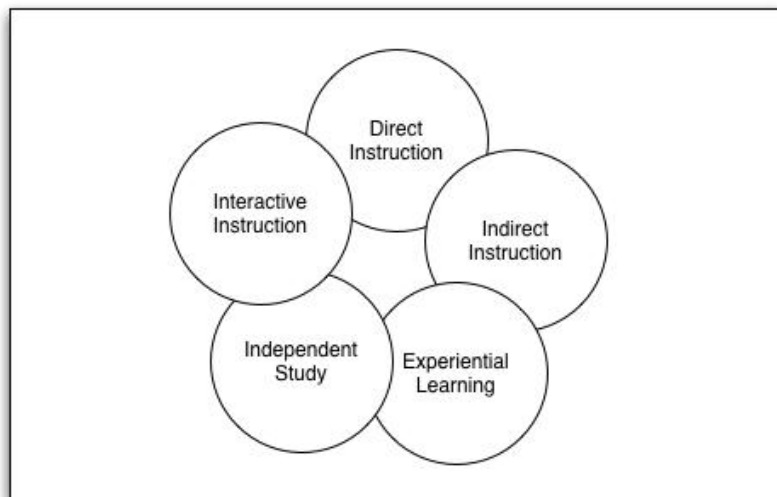 Direct
Instruction
Interactive
Instruction
Indirect
Instruction
Independent
Study
Experiential
Learning